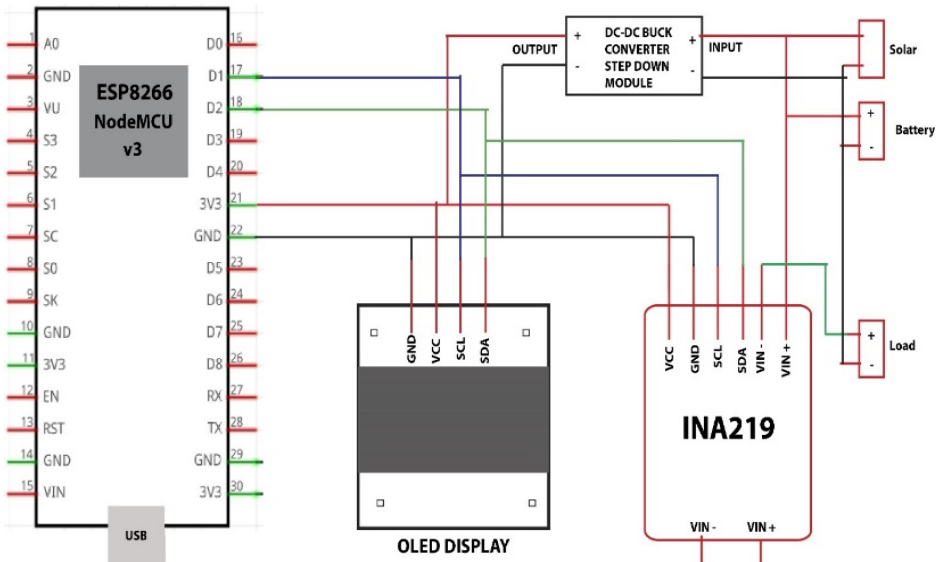 ESP8266
NodeMCU
v3
1 A0
2 GND
3 VU
4 S3
5 S2
6 S1
7 SC
8 S0
9 SK
10 GND
11 3V3
12 EN
13 RST
14 GND
15 VIN
D0 16
D1 17
D2 18
D3 19
D4 20
3V3 21
GND 22
D5 23
D6 24
D7 25
D8 26
RX 27
TX 28
GND 29
3V3 30
USB
OUTPUT
+
-
DC-DC BUCK
CONVERTER
STEP DOWN
MODULE
+
-
INPUT
Solar
+
-
Battery
+
-
Load
GND
VCC
SCL
SDA
OLED DISPLAY
VCC
GND
SCL
SDA
VIN -
VIN +
INA219
VIN -
VIN +